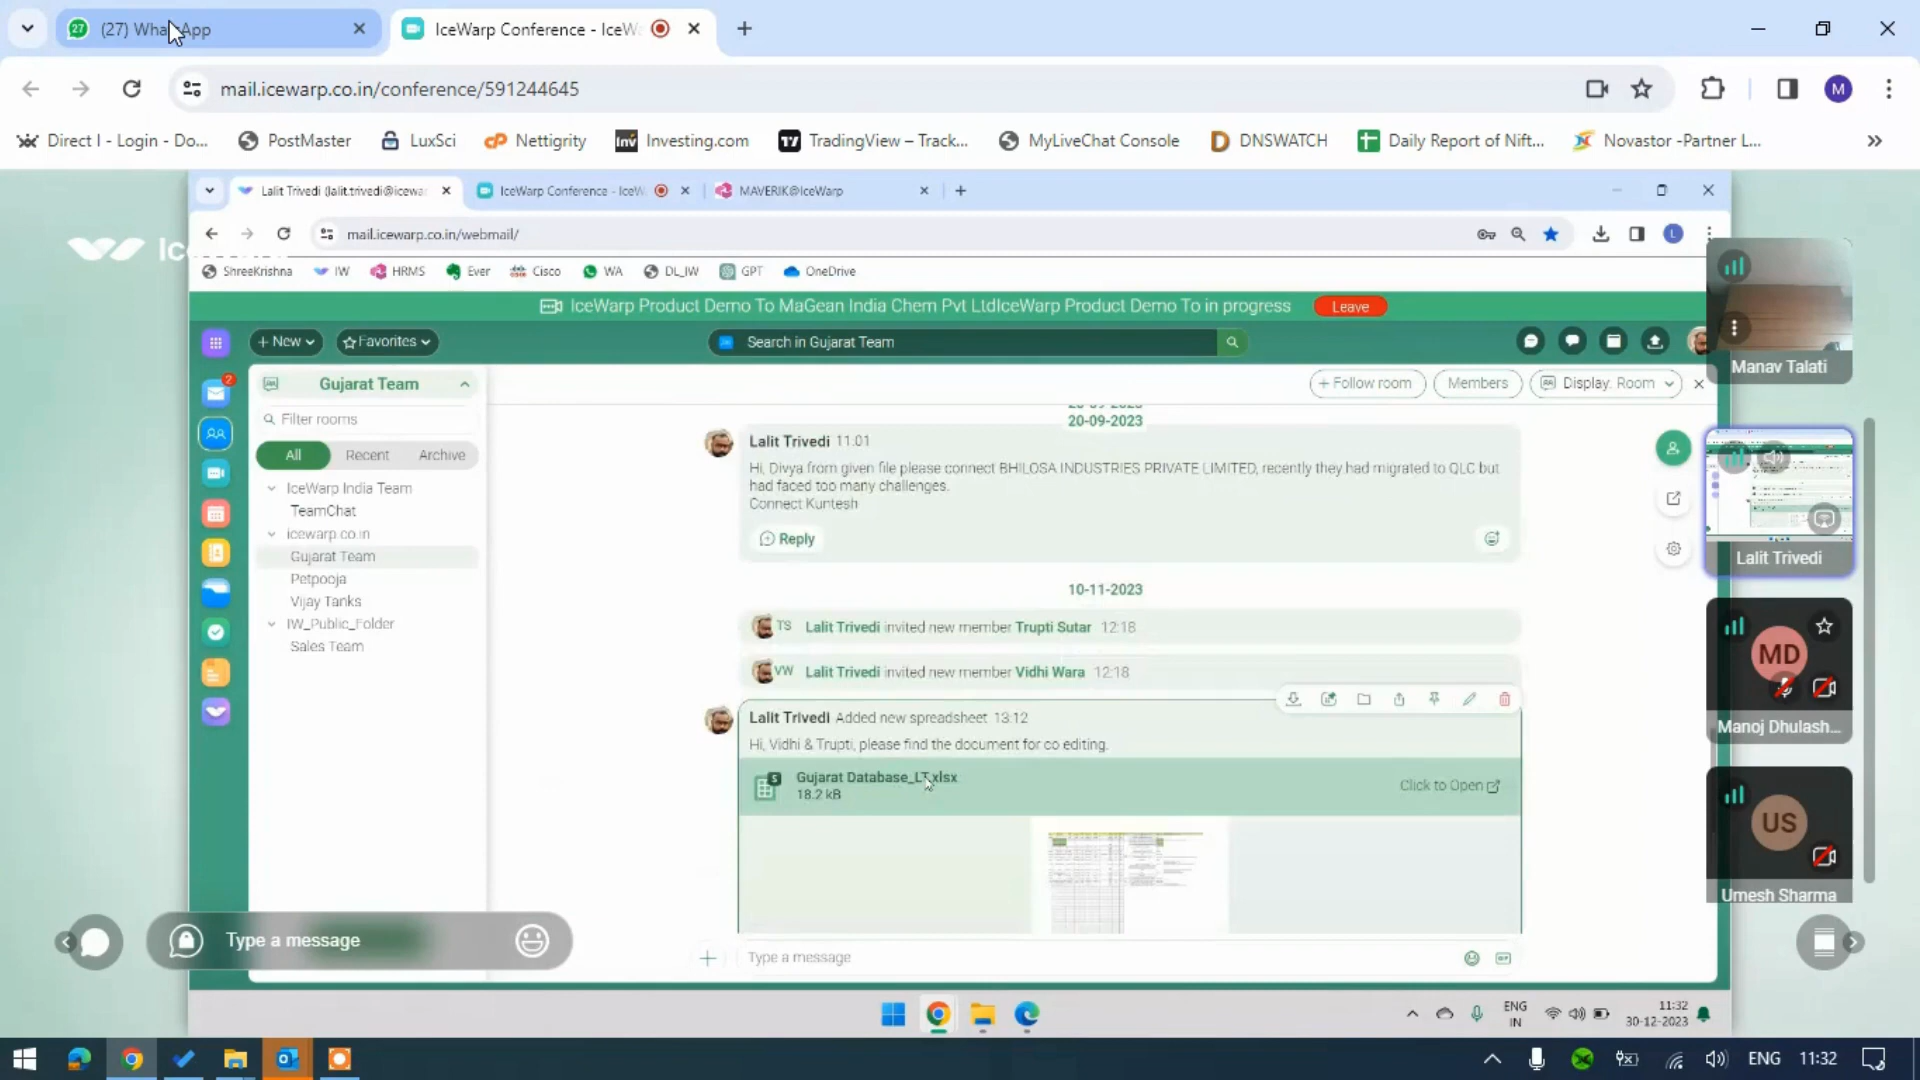 27
(27) WhatsApp
IceWarp Conference - IceW
mail.icewarp.co.in/conference/591244645
M
Direct I - Login - Do...
PostMaster
LuxSci
Nettigrity
Inv
Investing.com
TradingView – Track...
MyLiveChat Console
DNSWATCH
Daily Report of Nift...
Novastor -Partner L...
Lalit Trivedi (lalit.trivedi@icewar
IceWarp Conference - IceW
MAVERIK@IceWarp
mail.icewarp.co.in/webmail/
L
ShreeKrishna
IW
HRMS
Ever
Cisco
WA
DL_IW
GPT
OneDrive
IceWarp Product Demo To MaGean India Chem Pvt LtdIceWarp Product Demo To in progress
Leave
+ New
Favorites
Search in Gujarat Team
2
Gujarat Team
+ Follow room
Members
Display: Room
Filter rooms
All
Recent
Archive
IceWarp India Team
TeamChat
icewarp.co.in
Gujarat Team
Petpooja
Vijay Tanks
IW_Public_Folder
Sales Team
20-09-2023
Lalit Trivedi 11:01
Hi, Divya from given file please connect BHILOSA INDUSTRIES PRIVATE LIMITED, recently they had migrated to QLC but
had faced too many challenges.
Connect Kuntesh
Reply
10-11-2023
TS Lalit Trivedi invited new member Trupti Sutar 12:18
VW Lalit Trivedi invited new member Vidhi Wara 12:18
Lalit Trivedi Added new spreadsheet 13:12
Hi, Vidhi & Trupti, please find the document for co editing.
S
Gujarat Database_LT.xlsx
18.2 kB
Click to Open
Type a message
Manav Talati
Lalit Trivedi
MD
Manoj Dhulash...
US
Umesh Sharma
Type a message
ENG
IN
11:32
30-12-2023
ENG
11:32